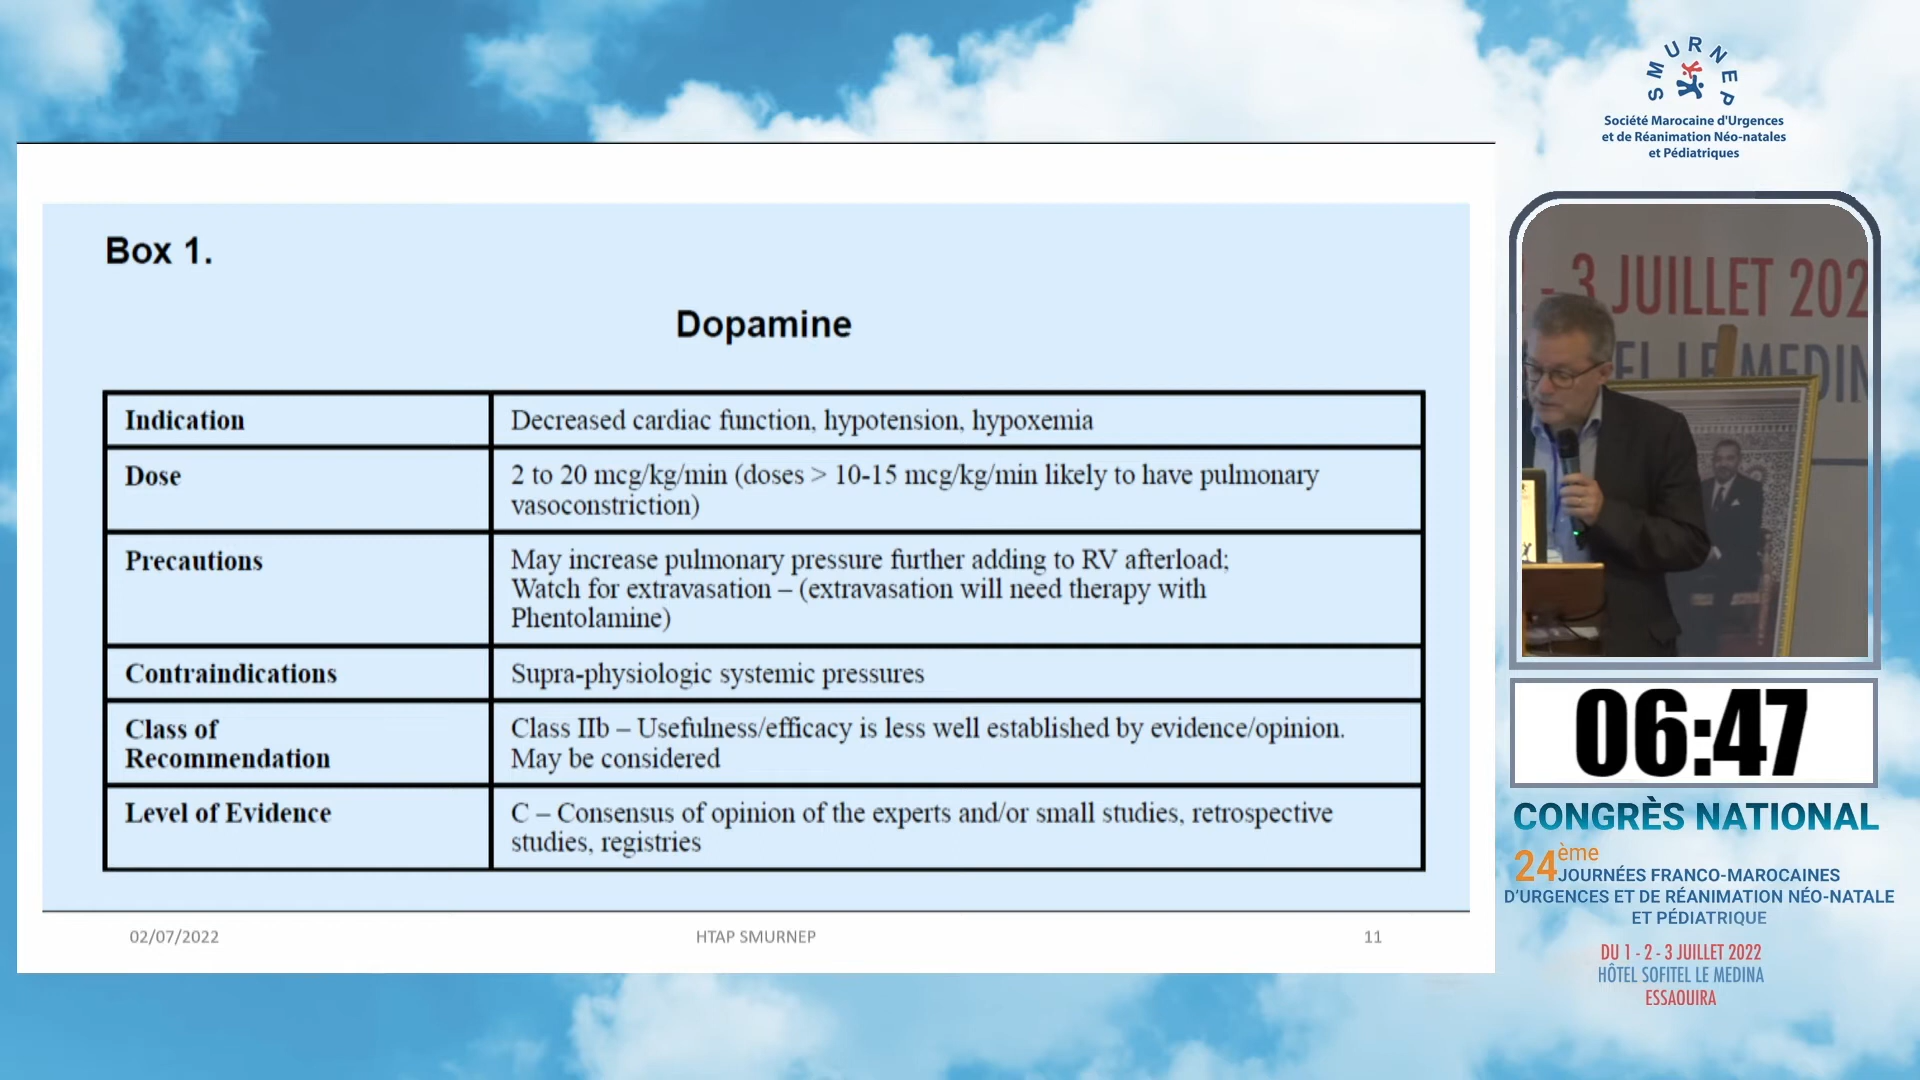 SMURNEP
Société Marocaine d'Urgences
et de Réanimation Néo-natales
et Pédiatriques
Box 1.
Dopamine
Indication
Decreased cardiac function, hypotension, hypoxemia
Dose
2 to 20 mcg/kg/min (doses > 10-15 mcg/kg/min likely to have pulmonary
vasoconstriction)
Precautions
May increase pulmonary pressure further adding to RV afterload;
Watch for extravasation – (extravasation will need therapy with
Phentolamine)
Contraindications
Supra-physiologic systemic pressures
Class of
Recommendation
Class IIb – Usefulness/efficacy is less well established by evidence/opinion.
May be considered
Level of Evidence
C – Consensus of opinion of the experts and/or small studies, retrospective
studies, registries
02/07/2022
HTAP SMURNEP
11
- 3 JUILLET 202
EL LE MEDIN
06:47
CONGRÈS NATIONAL
24ème
JOURNÉES FRANCO-MAROCAINES
D'URGENCES ET DE RÉANIMATION NÉO-NATALE
ET PÉDIATRIQUE
DU 1 - 2 - 3 JUILLET 2022
HÔTEL SOFITEL LE MEDINA
ESSAOUIRA